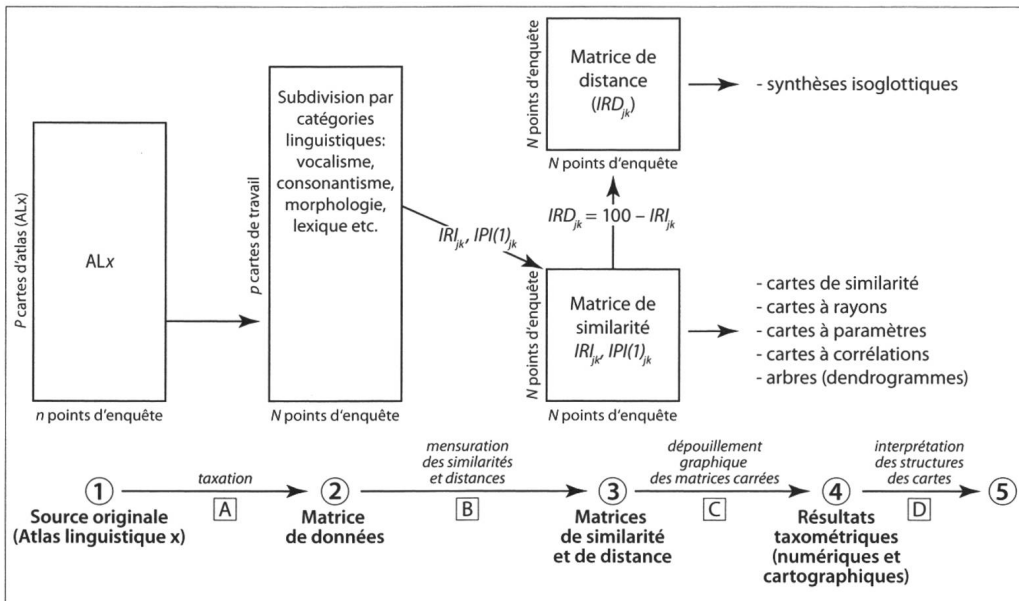 P cartes d'atlas (ALx)
ALx
n points d'enquête
p cartes de travail
Subdivision par
catégories
linguistiques:
vocalisme,
consonantisme,
morphologie,
lexique etc.
N points d'enquête
IRIjk, IPI(1)jk
N points d'enquête
Matrice de
distance
(IRDjk)
N points d'enquête
- synthèses isoglottiques
IRDjk = 100 – IRIjk
N points d'enquête
Matrice de
similarité
IRIjk, IPI(1)jk
N points d'enquête
- cartes de similarité
- cartes à rayons
- cartes à paramètres
- cartes à corrélations
- arbres (dendrogrammes)
1
Source originale
(Atlas linguistique x)
taxation
A
2
Matrice
de données
mensuration
des similarités
et distances
B
3
Matrices
de similarité
et de distance
dépouillement
graphique
des matrices carrées
C
4
Résultats
taxométriques
(numériques et
cartographiques)
interprétation
des structures
des cartes
D
5